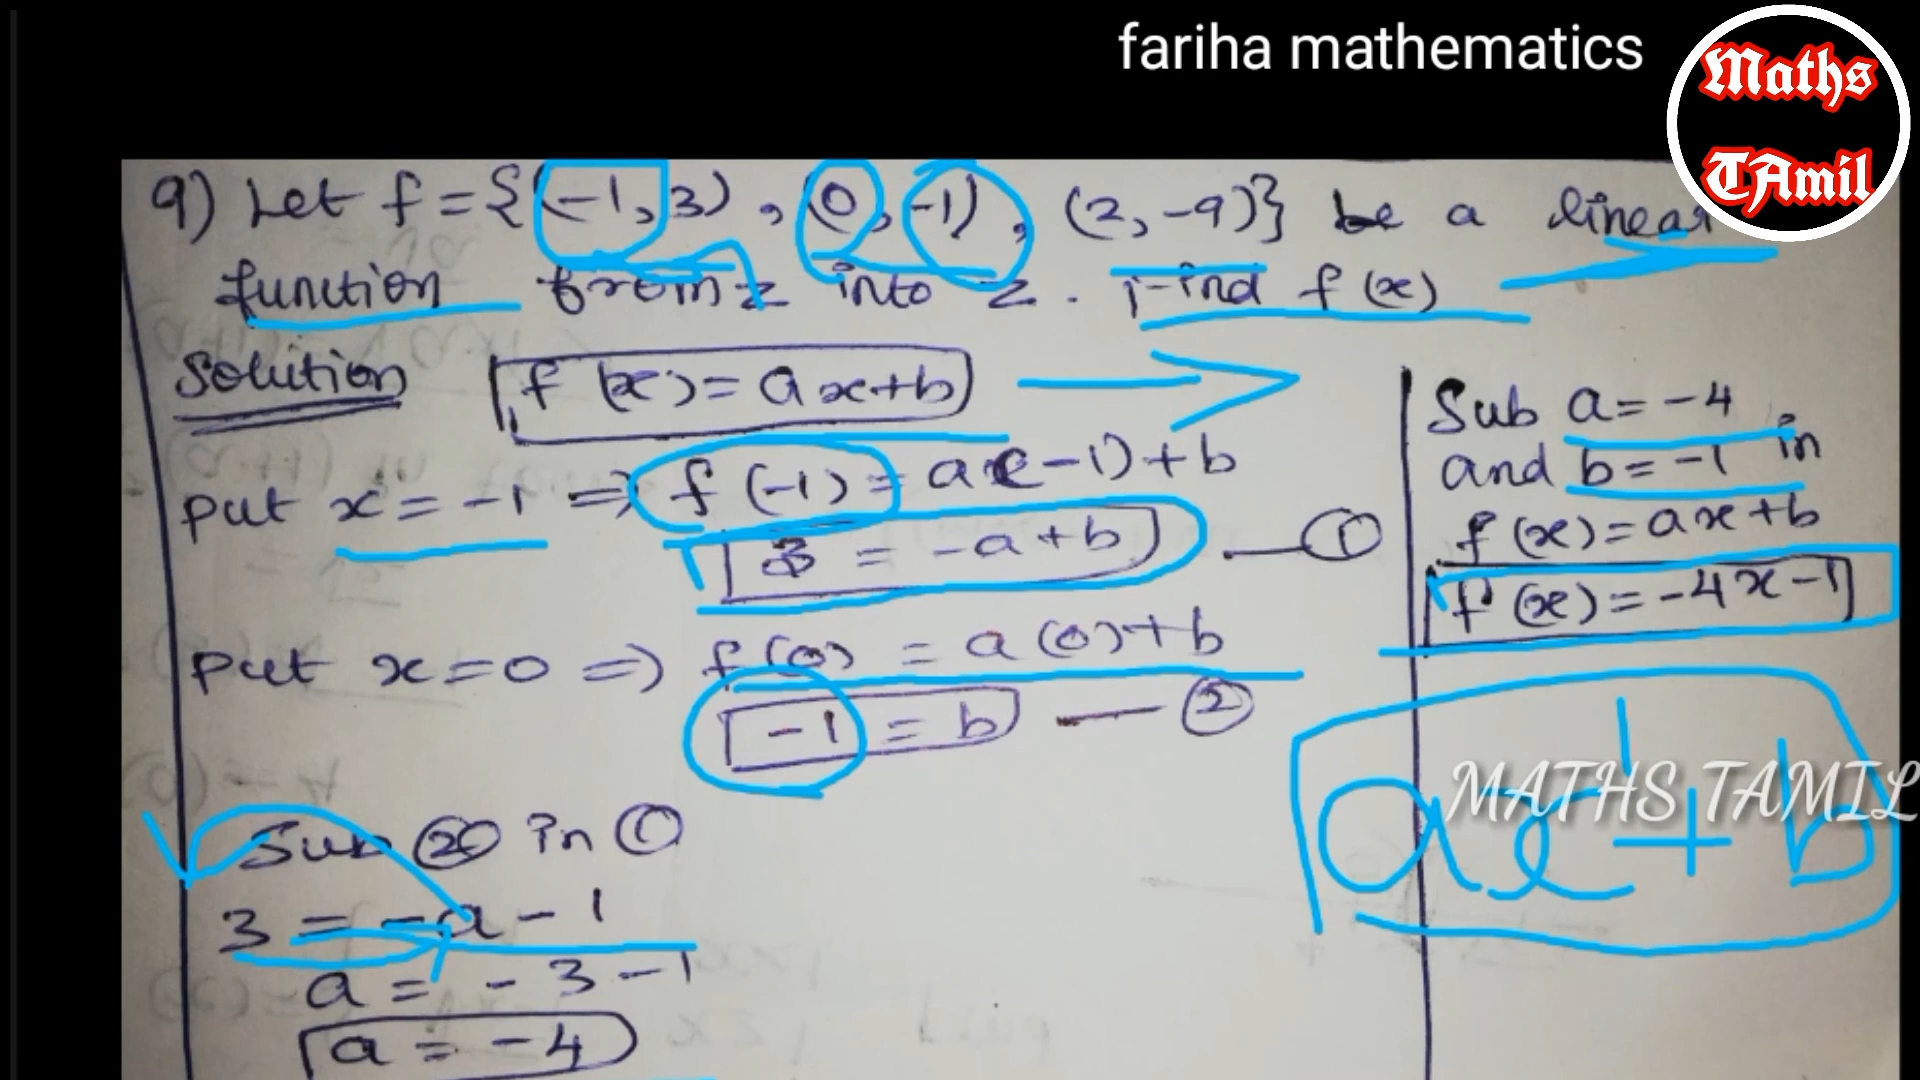 fariha mathematics
Maths
TAmil
9) Let f = {(-1, 3), (0, -1), (2, -9)} be a linear
function from z into z. find f(x)
Solution
f(x) = ax+b
put x = -1 => f(-1) = a(-1)+b
3 = -a+b — ①
put x=0 => f(0) = a(0)+b
-1 = b — ②
Sub ② in ①
3 = -a - 1
a = -3-1
a = -4
Sub a = -4
and b = -1 in
f(x) = ax+b
f(x) = -4x-1
MATHS TAMIL
ax+b